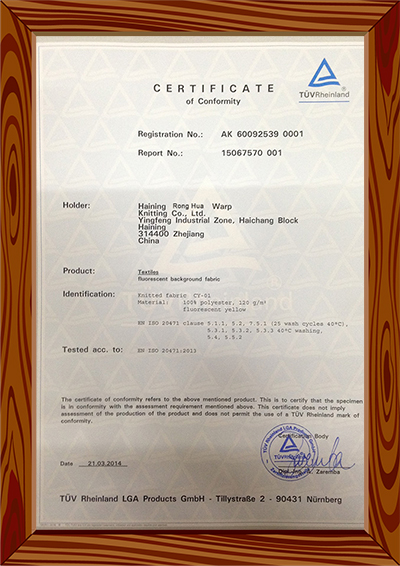 CERTIFICATE
of Conformity
TÜVRheinland®
Registration No.: AK 60092539 0001
Report No.: 15067570 001
Holder: Haining Rong Hua Warp
Knitting Co., Ltd.
Yingfeng Industrial Zone, Haichang Block
Haining
314400 Zhejiang
China
Product: Textiles
fluorescent background fabric
Identification: Knitted fabric CY-01
Material: 100% polyester, 120 g/m²
fluorescent yellow
EN ISO 20471 clause 5.1.1, 5.2, 7.5.1 (25 wash cycles 40°C),
5.3.1, 5.3.2, 5.3.3 40°C washing,
5.4, 5.5.2
Tested acc. to: EN ISO 20471:2013
The certificate of conformity refers to the above mentioned product. This is to certify that the specimen
is in conformity with the assessment requirement mentioned above. This certificate does not imply
assessment of the production of the product and does not permit the use of a TÜV Rheinland mark of
conformity.
Certification Body
TÜVRheinland
Zaremba
Date 21.03.2014
TÜV Rheinland LGA Products GmbH - Tillystraße 2 - 90431 Nürnberg